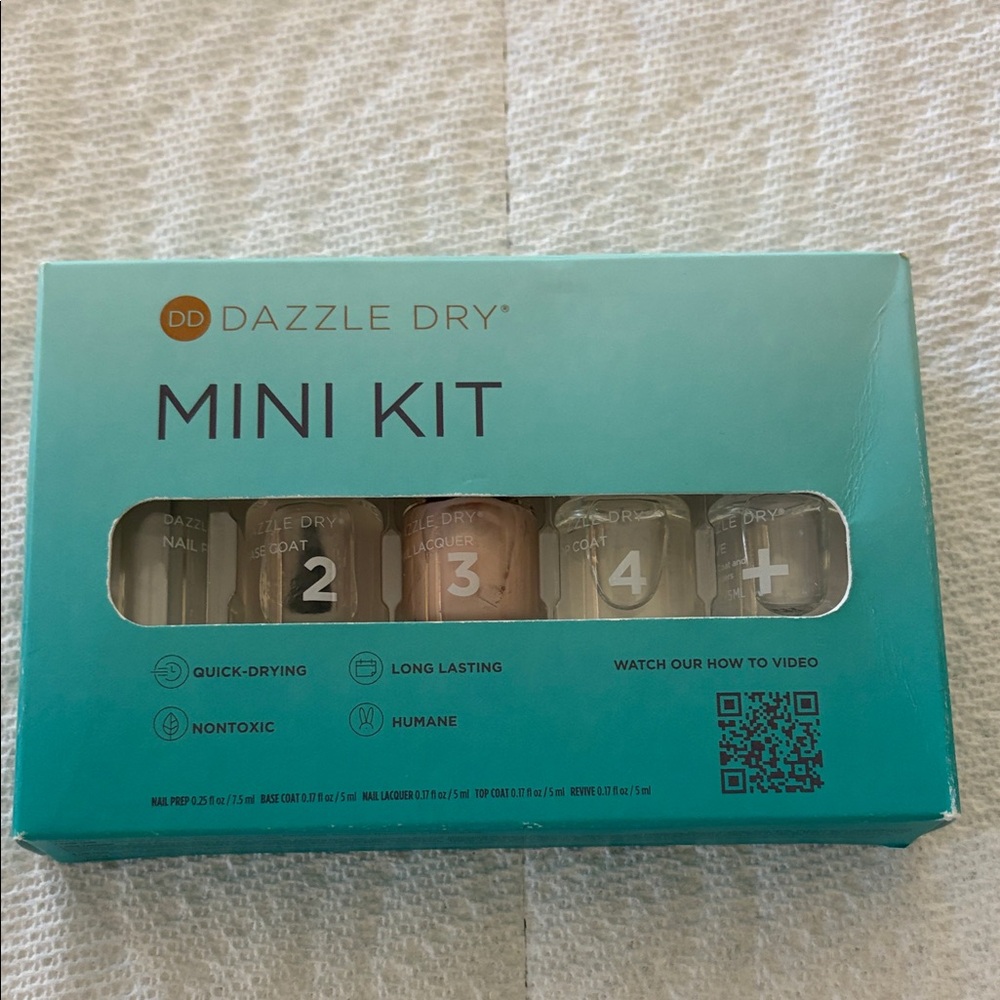 DD DAZZLE DRY®
MINI KIT
DAZZ
NAIL P
ZZLE DRY
SE COAT
2
ZZLE DRY
LACQUER
3
ZZLE DRY
COAT
4
ZLE DRY
+
QUICK-DRYING
LONG LASTING
WATCH OUR HOW TO VIDEO
NONTOXIC
HUMANE
NAIL PREP 0.25 fl oz / 7.5 ml BASE COAT 0.17 fl oz / 5 ml NAIL LACQUER 0.17 fl oz / 5 ml TOP COAT 0.17 fl oz / 5 ml REVIVE 0.17 fl oz / 5 ml